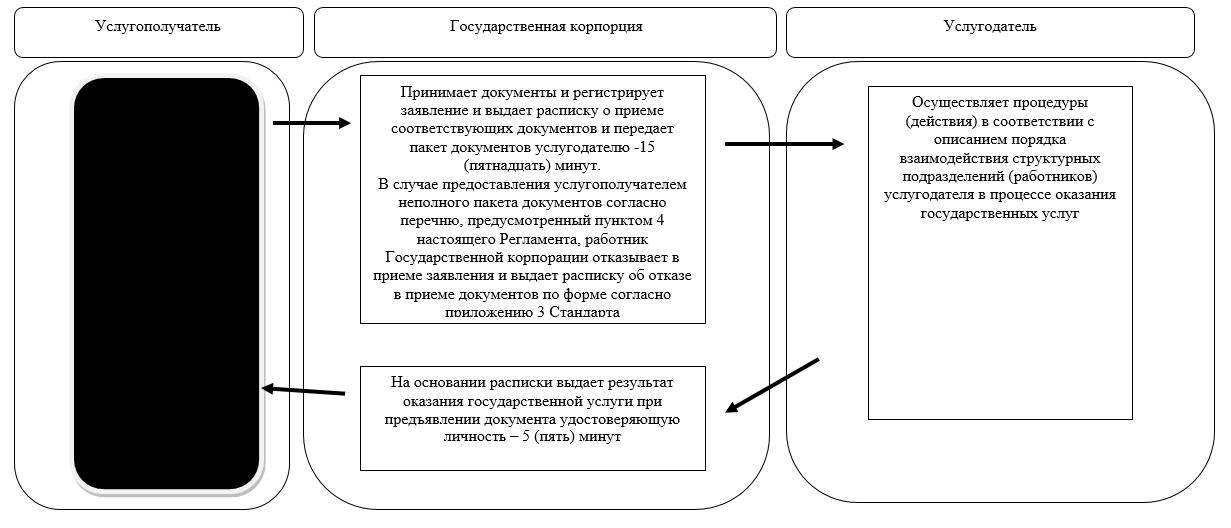 Услугополучатель
Государственная корпорция
Услугодатель
Принимает документы и регистрирует
заявление и выдает расписку о приеме
соответствующих документов и передает
пакет документов услугодателю -15
(пятнадцать) минут.
В случае предоставления услугополучателем
неполного пакета документов согласно
перечню, предусмотренный пунктом 4
настоящего Регламента, работник
Государственной корпорации отказывает в
приеме заявления и выдает расписку об отказе
в приеме документов по форме согласно
приложению 3 Стандарта
На основании расписки выдает результат
оказания государственной услуги при
предъявлении документа удостоверяющую
личность – 5 (пять) минут
Осуществляет процедуры
(действия) в соответствии с
описанием порядка
взаимодействия структурных
подразделений (работников)
услугодателя в процессе оказания
государственных услуг